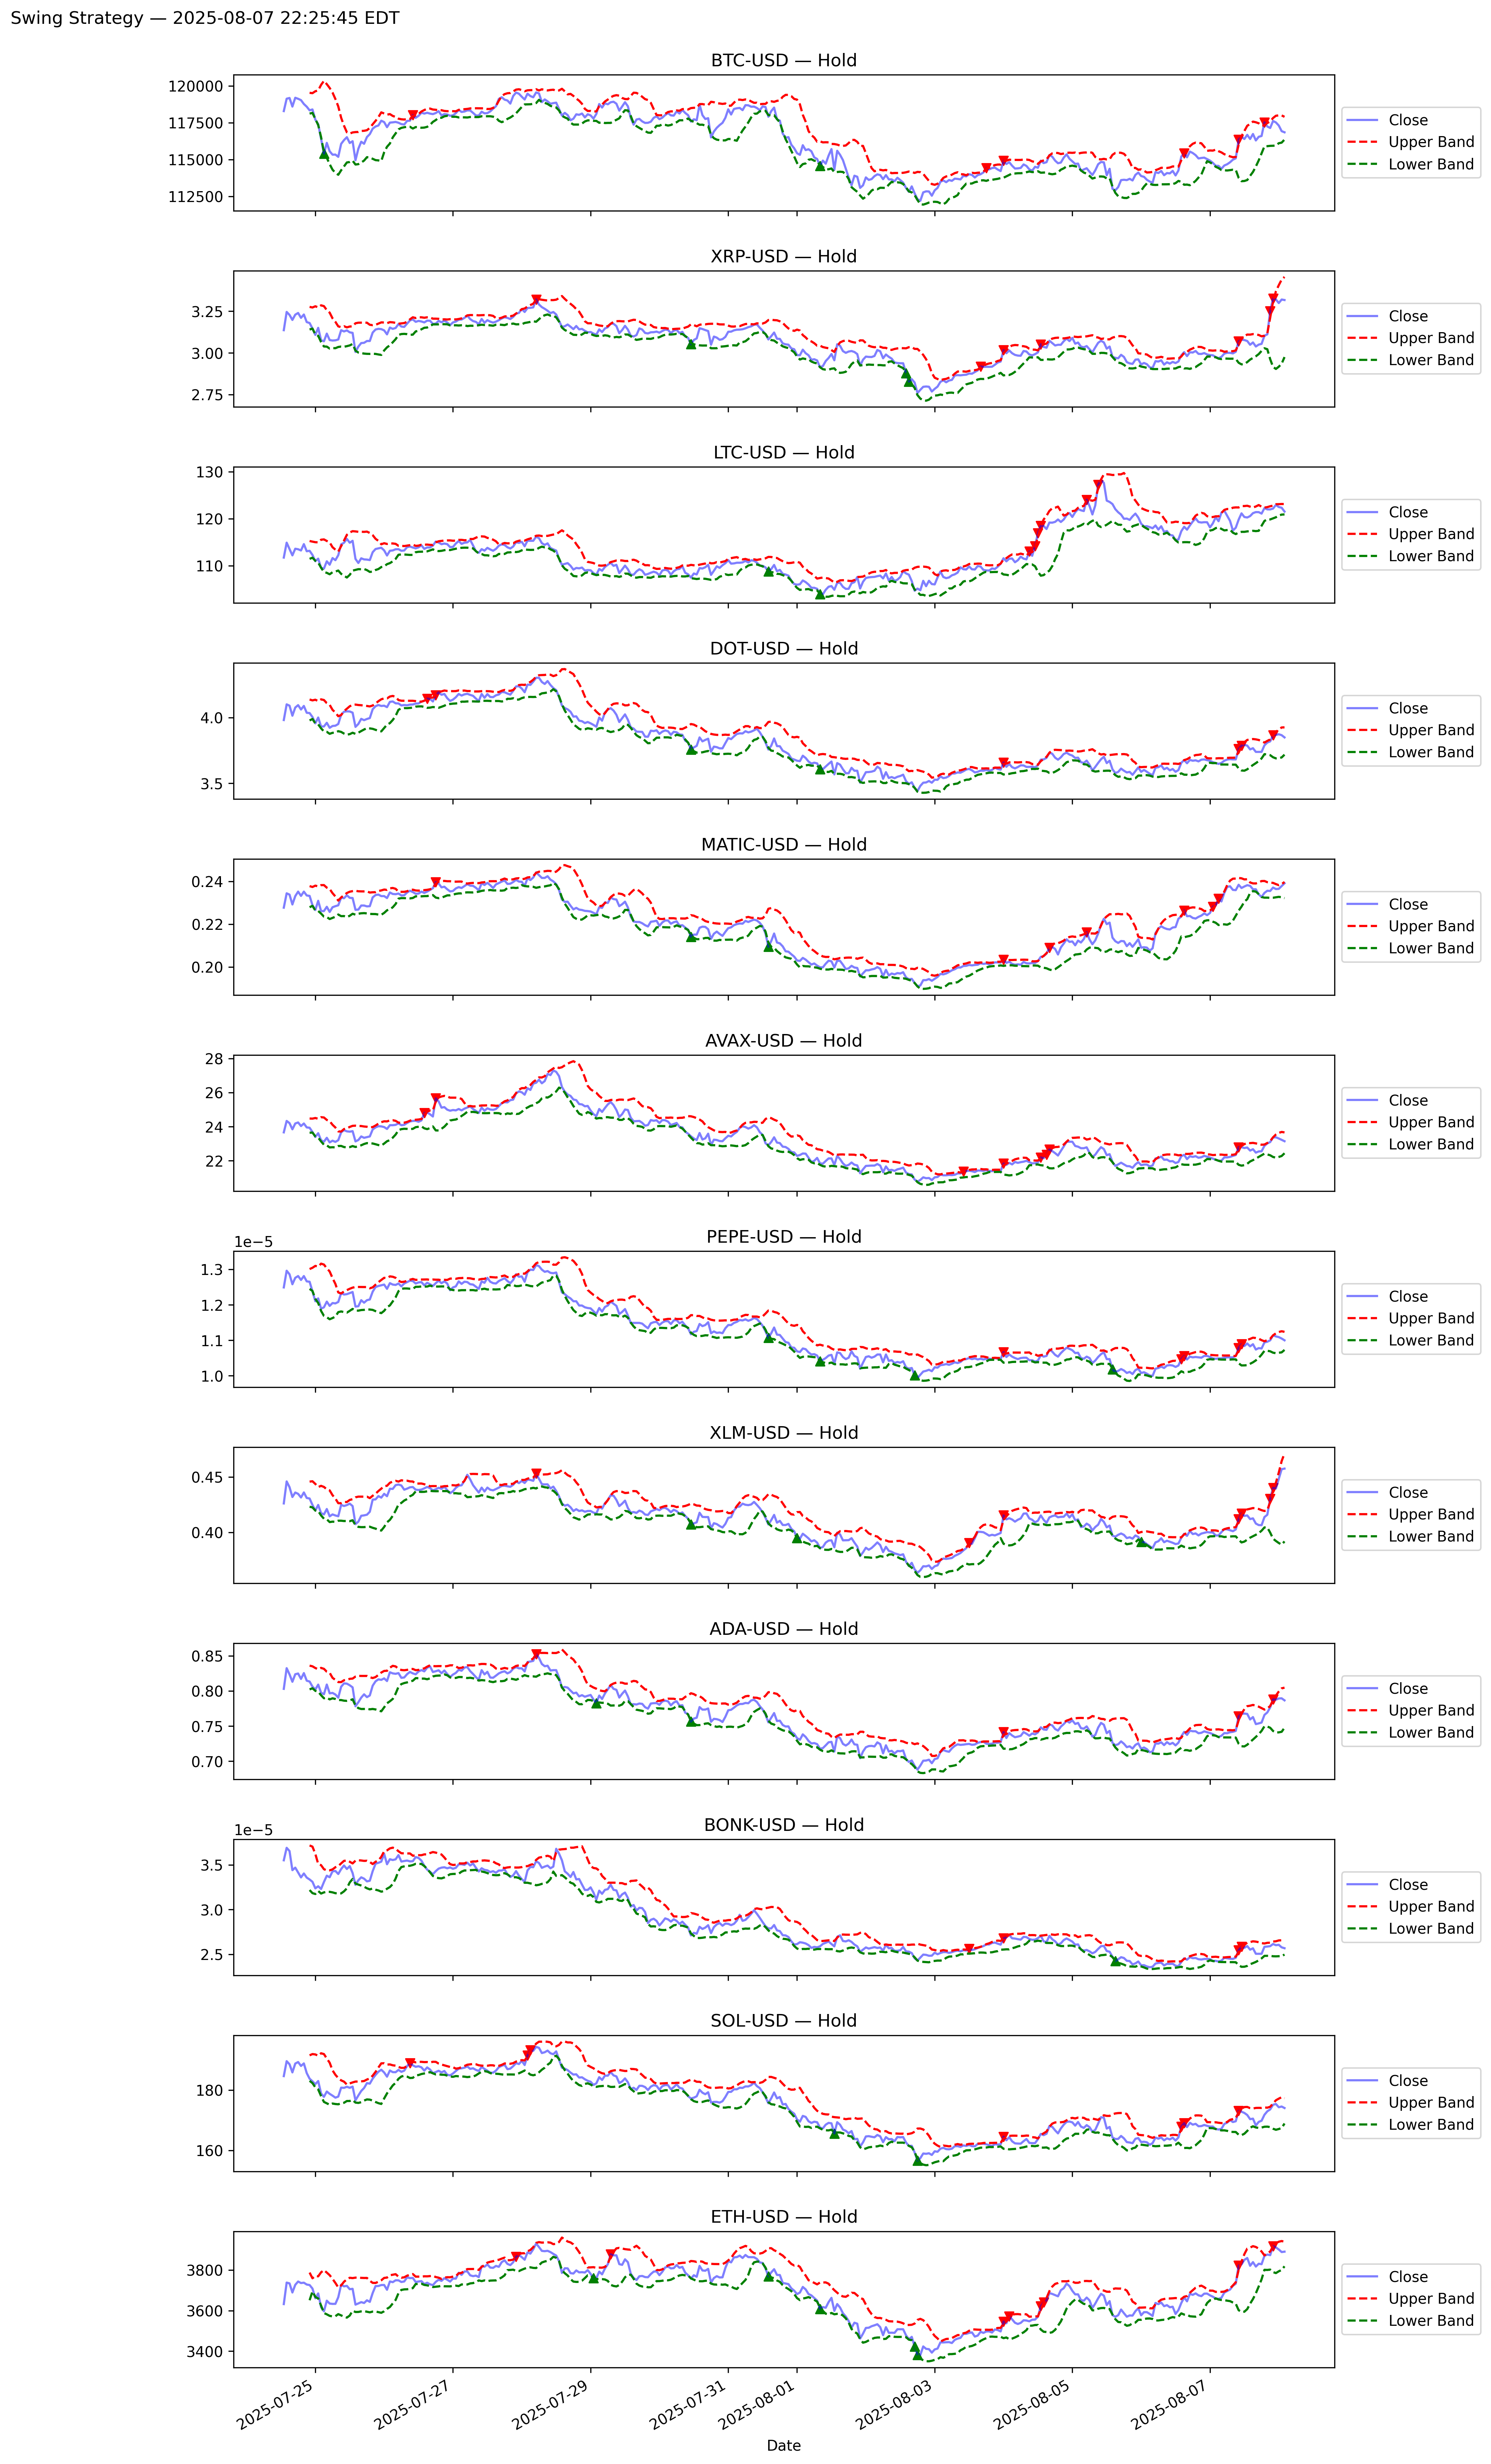 Swing Strategy — 2025-08-07 22:25:45 EDT
BTC-USD — Hold
120000
117500
115000
112500
Close
Upper Band
Lower Band
XRP-USD — Hold
3.25
3.00
2.75
Close
Upper Band
Lower Band
LTC-USD — Hold
130
120
110
Close
Upper Band
Lower Band
DOT-USD — Hold
4.0
3.5
Close
Upper Band
Lower Band
MATIC-USD — Hold
0.24
0.22
0.20
Close
Upper Band
Lower Band
AVAX-USD — Hold
28
26
24
22
Close
Upper Band
Lower Band
PEPE-USD — Hold
1e−5
1.3
1.2
1.1
1.0
Close
Upper Band
Lower Band
XLM-USD — Hold
0.45
0.40
Close
Upper Band
Lower Band
ADA-USD — Hold
0.85
0.80
0.75
0.70
Close
Upper Band
Lower Band
BONK-USD — Hold
1e−5
3.5
3.0
2.5
Close
Upper Band
Lower Band
SOL-USD — Hold
180
160
Close
Upper Band
Lower Band
ETH-USD — Hold
3800
3600
3400
Close
Upper Band
Lower Band
2025-07-25
2025-07-27
2025-07-29
2025-07-31
2025-08-01
2025-08-03
2025-08-05
2025-08-07
Date